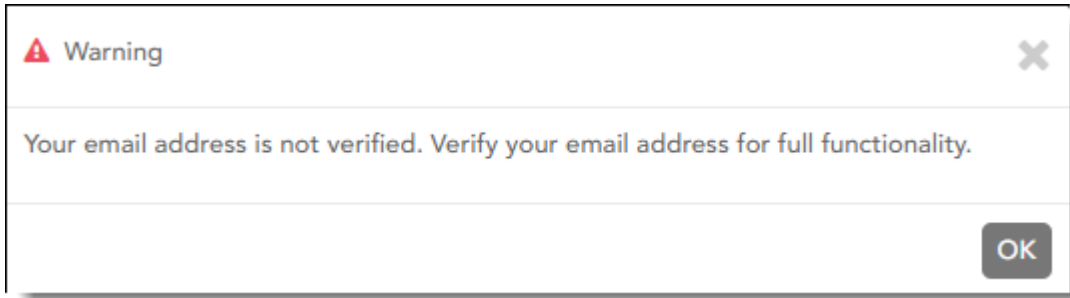 Warning
Your email address is not verified. Verify your email address for full functionality.
OK